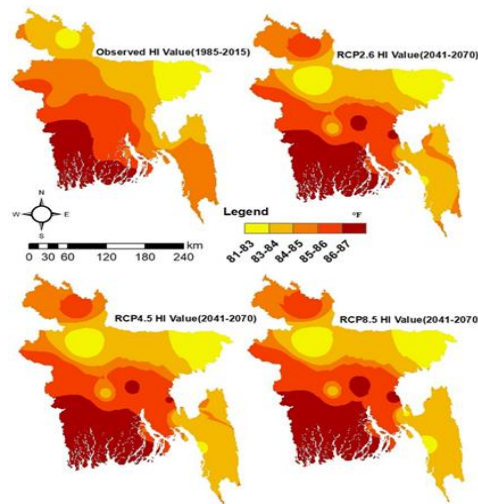 Observed HI Value(1985-2015)
RCP2.6 HI Value(2041-2070)
N
W E
S
Legend
°F
81-83
83-84
84-85
85-86
86-87
km
0 30 60 120 180 240
RCP4.5 HI Value(2041-2070)
RCP8.5 HI Value(2041-2070